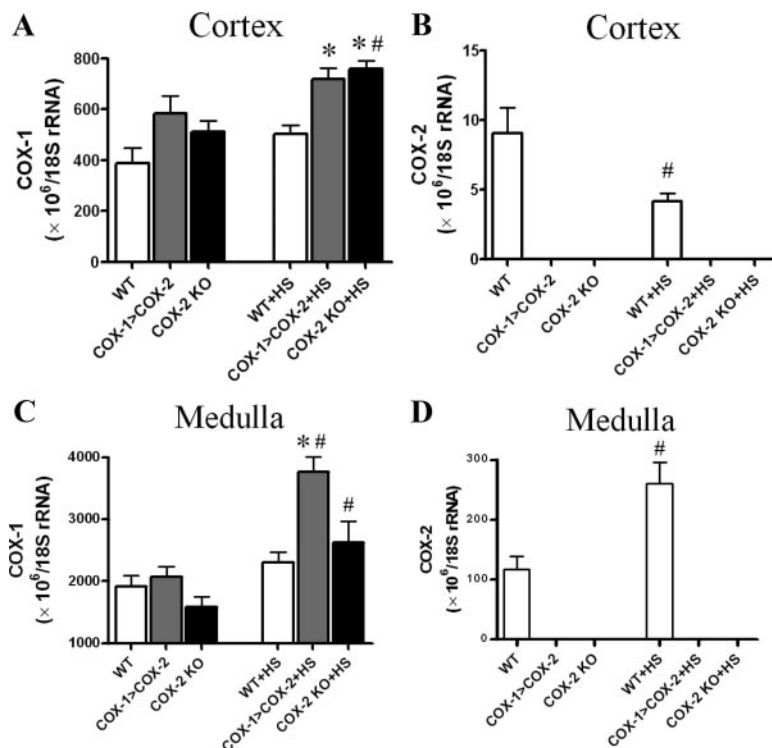 A
Cortex
COX-1
(× 10⁶/18S rRNA)
800
600
400
200
0
* * #
WT
COX-1>COX-2
COX-2 KO
WT+HS
COX-1>COX-2+HS
COX-2 KO+HS
B
Cortex
COX-2
(× 10⁶/18S rRNA)
15
10
5
0
#
WT
COX-1>COX-2
COX-2 KO
WT+HS
COX-1>COX-2+HS
COX-2 KO+HS
C
Medulla
COX-1
(× 10⁶/18S rRNA)
4000
3000
2000
1000
* #
#
WT
COX-1>COX-2
COX-2 KO
WT+HS
COX-1>COX-2+HS
COX-2 KO+HS
D
Medulla
COX-2
(× 10⁶/18S rRNA)
300
200
100
0
#
WT
COX-1>COX-2
COX-2 KO
WT+HS
COX-1>COX-2+HS
COX-2 KO+HS